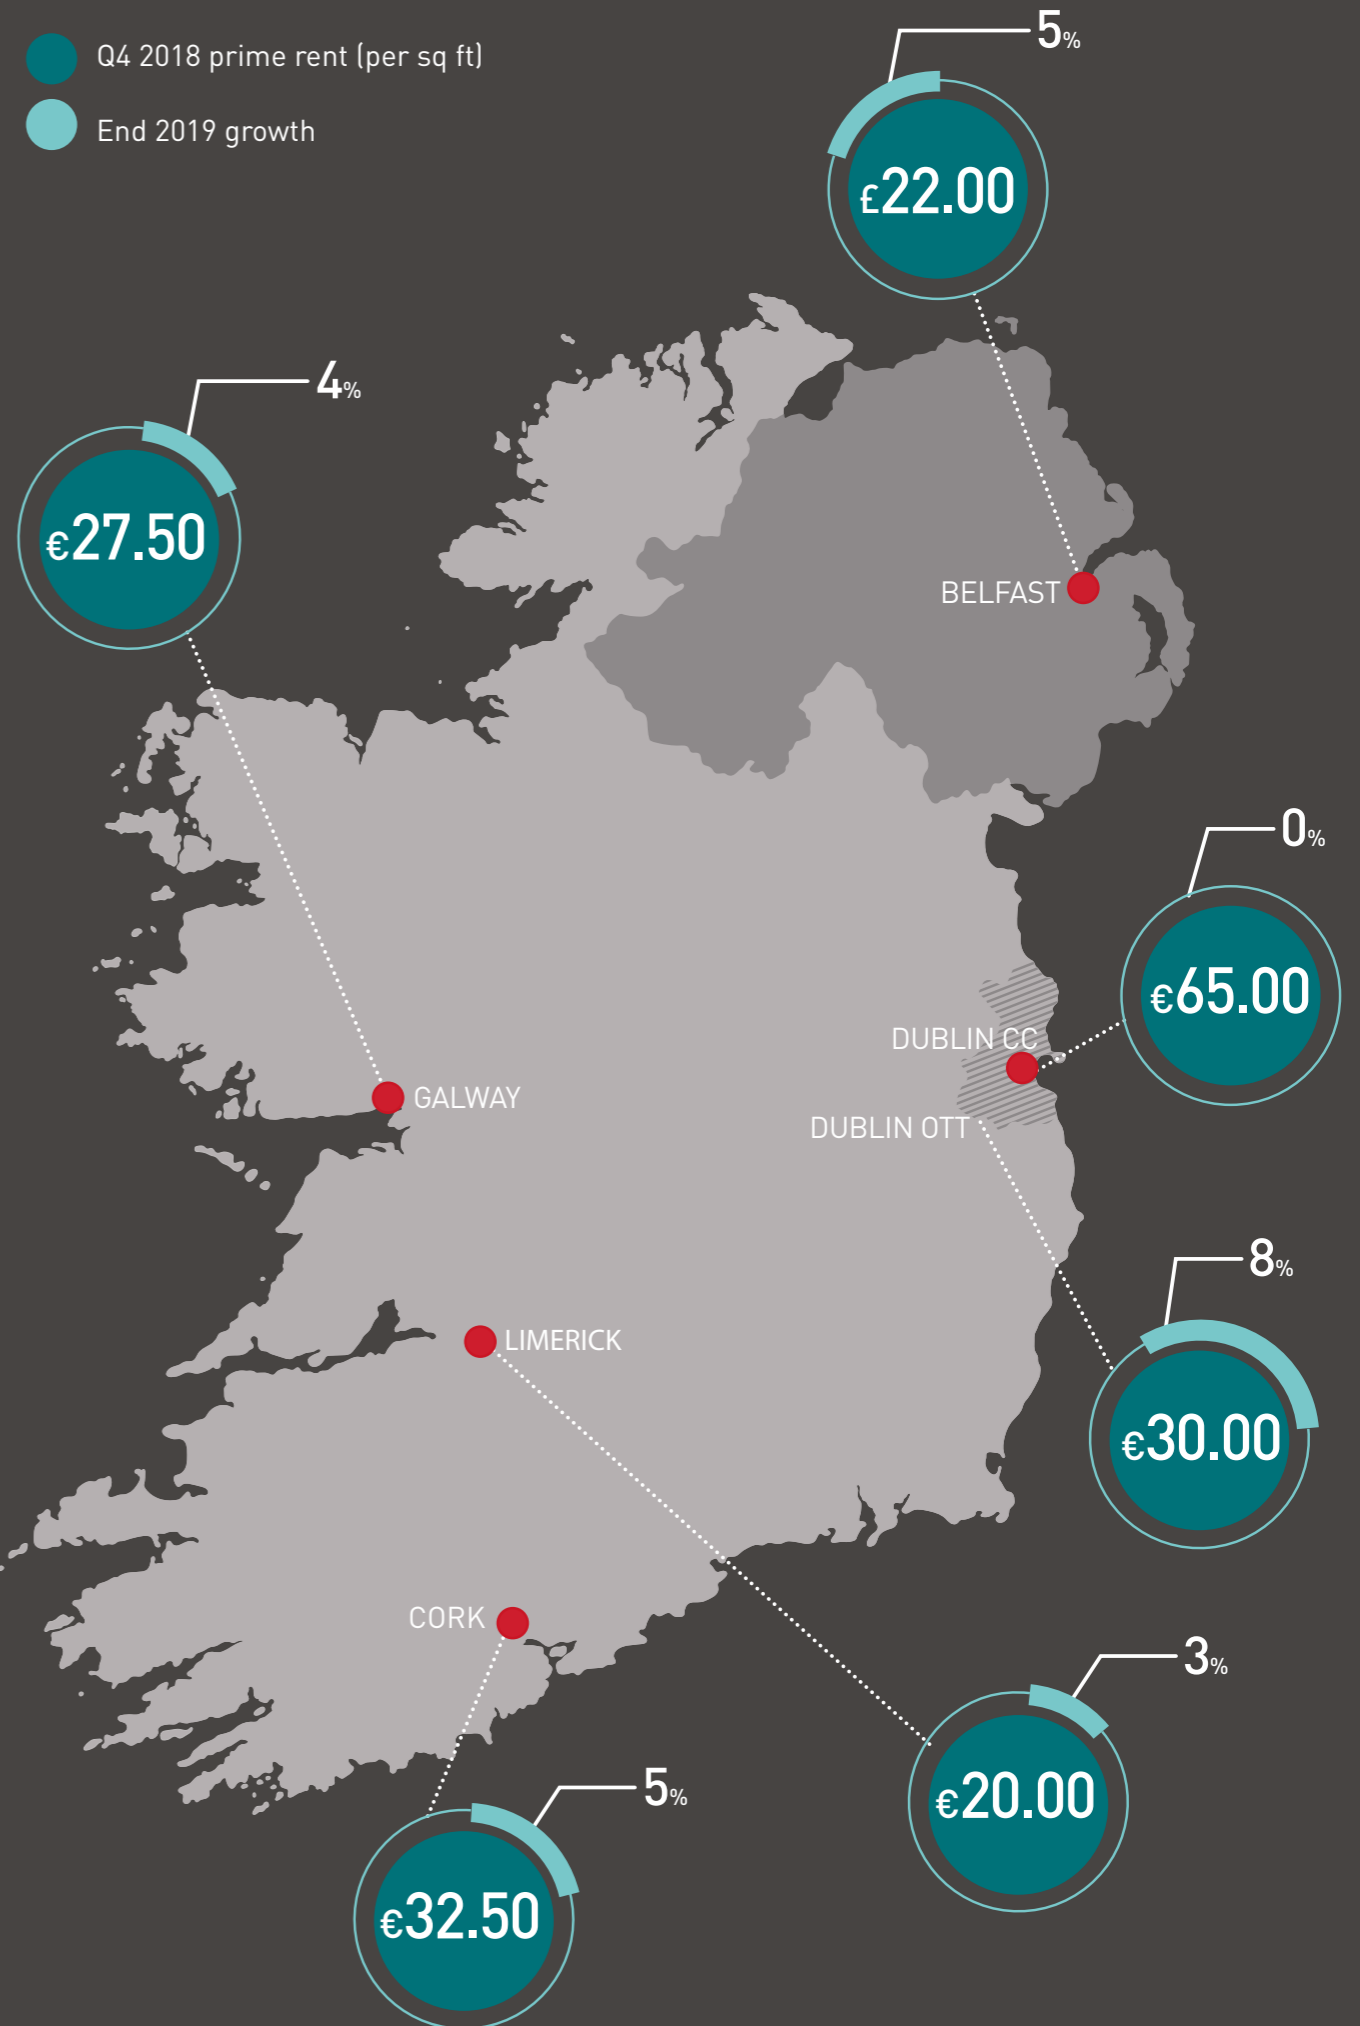 Q4 2018 prime rent (per sq ft)
End 2019 growth
5%
£22.00
4%
€27.50
BELFAST
0%
€65.00
DUBLIN CC
GALWAY
DUBLIN OTT
8%
€30.00
LIMERICK
CORK
3%
€20.00
5%
€32.50